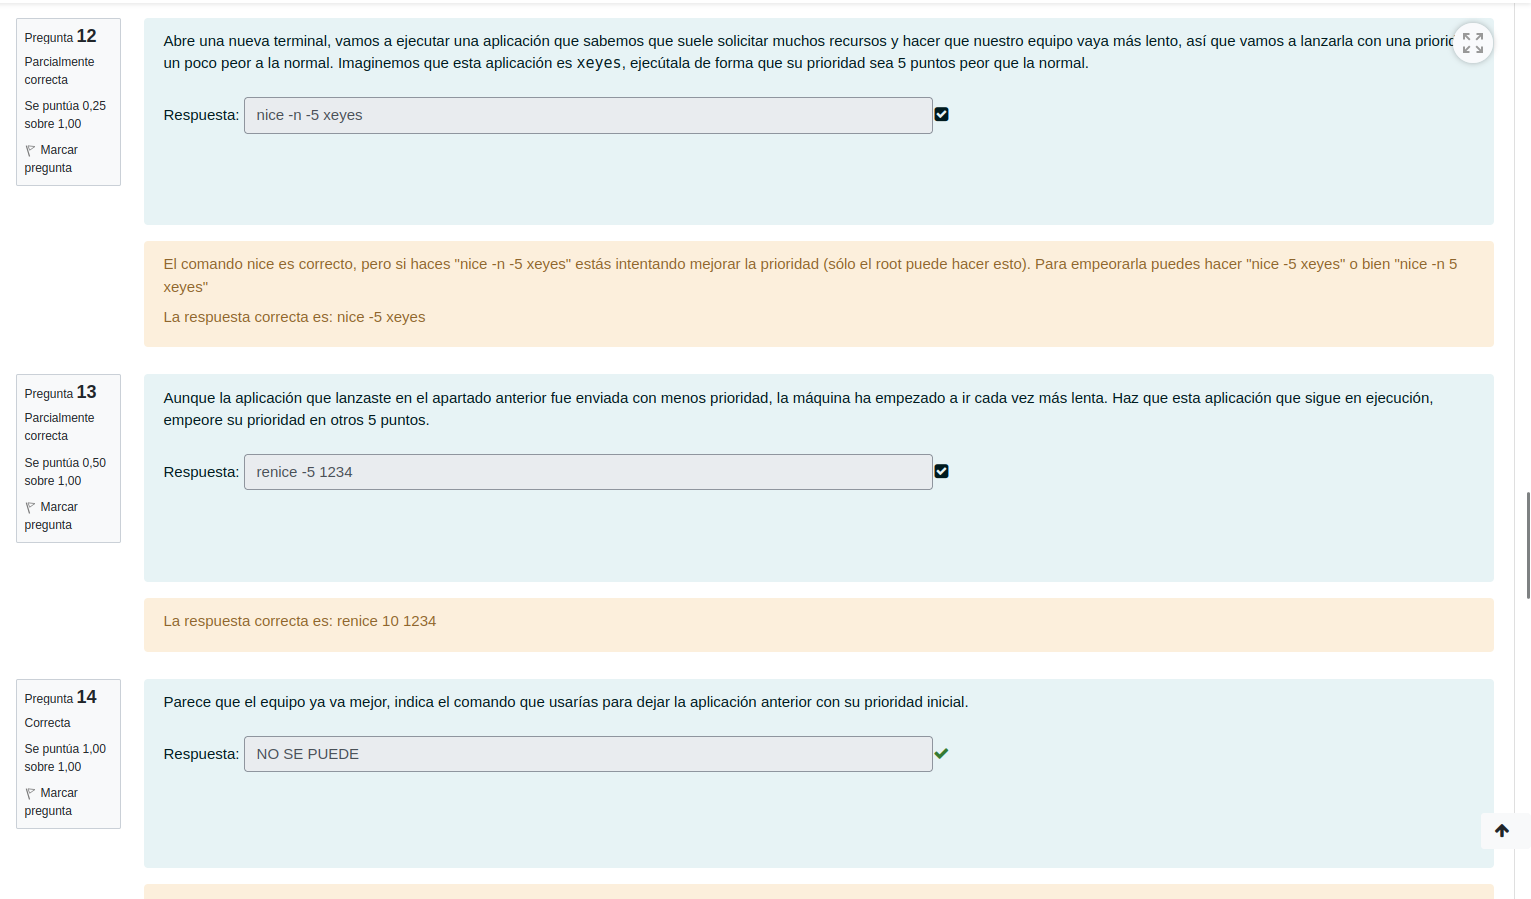 Pregunta 12
Parcialmente
correcta
Se puntúa 0,25
sobre 1,00
Marcar
pregunta
Abre una nueva terminal, vamos a ejecutar una aplicación que sabemos que suele solicitar muchos recursos y hacer que nuestro equipo vaya más lento, así que vamos a lanzarla con una
un poco peor a la normal. Imaginemos que esta aplicación es xeyes, ejecútala de forma que su prioridad sea 5 puntos peor que la normal.
Respuesta: nice -n -5 xeyes
El comando nice es correcto, pero si haces "nice -n -5 xeyes" estás intentando mejorar la prioridad (sólo el root puede hacer esto). Para empeorarla puedes hacer "nice -5 xeyes" o bien "nice -n 5
xeyes"
La respuesta correcta es: nice -5 xeyes
Pregunta 13
Parcialmente
correcta
Se puntúa 0,50
sobre 1,00
Marcar
pregunta
Aunque la aplicación que lanzaste en el apartado anterior fue enviada con menos prioridad, la máquina ha empezado a ir cada vez más lenta. Haz que esta aplicación que sigue en ejecución,
empeore su prioridad en otros 5 puntos.
Respuesta: renice -5 1234
La respuesta correcta es: renice 10 1234
Pregunta 14
Correcta
Se puntúa 1,00
sobre 1,00
Marcar
pregunta
Parece que el equipo ya va mejor, indica el comando que usarías para dejar la aplicación anterior con su prioridad inicial.
Respuesta: NO SE PUEDE